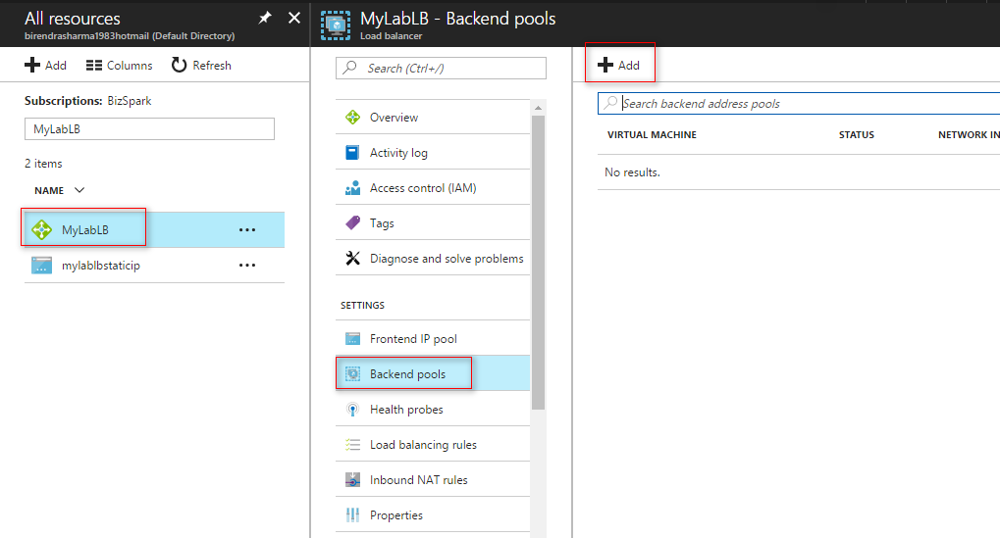 All resources
birendrasharma1983hotmail (Default Directory)
Add
Columns
Refresh
Subscriptions: BizSpark
MyLabLB
2 items
NAME
MyLabLB
mylablbstaticip
MyLabLB - Backend pools
Load balancer
Search (Ctrl+/)
Overview
Activity log
Access control (IAM)
Tags
Diagnose and solve problems
SETTINGS
Frontend IP pool
Backend pools
Health probes
Load balancing rules
Inbound NAT rules
Properties
Add
Search backend address pools
VIRTUAL MACHINE STATUS NETWORK IN
No results.